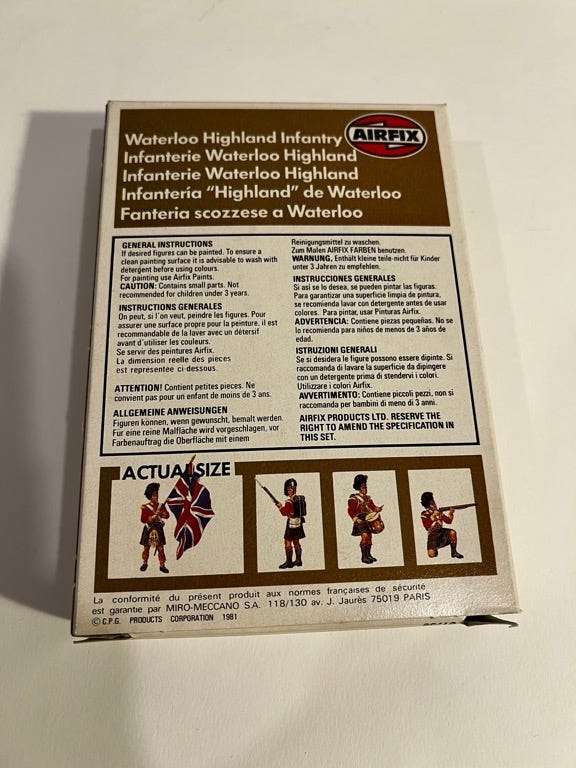 Waterloo Highland Infantry
AIRFIX
Infanterie Waterloo Highland
Infanterie Waterloo Highland
Infantería "Highland" de Waterloo
Fanteria scozzese a Waterloo
GENERAL INSTRUCTIONS
If desired figures can be painted. To ensure a
clean painting surface it is advisable to wash with
detergent before using colours.
For painting use Airfix Paints.
CAUTION: Contains small parts. Not
recommended for children under 3 years.
INSTRUCTIONS GENERALES
On peut, si l'on veut, peindre les figures. Pour
assurer une surface propre pour la peinture, il est
recommandable de la laver avec un détersif
avant d'utiliser les couleurs.
Se servir des peintures Airfix.
La dimension reelle des pieces
est representée ci-dessous.
ATTENTION! Contient petites pieces. Ne
convient pas pour un enfant de moins de 3 ans.
ALLGEMEINE ANWEISUNGEN
Figuren können, wenn gewunscht, bemalt werden.
Für eine reine Malfläche wird vorgeschlagen, vor
Farbenauftrag die Oberfläche mit einem
Reinigungsmittel zu waschen.
Zum Malen AIRFIX FARBEN benutzen.
WARNUNG, Enthält kleine teile-nicht für Kinder
unter 3 Jahren zu empfehlen.
INSTRUCCIONES GENERALES
Si así se lo desea, se pueden pintar las figuras.
Para garantizar una superficie limpia de pintura,
se recomienda lavar con detergente antes de usar
colores. Para pintar, usar Pinturas Airfix.
ADVERTENCIA: Contiene piezas pequeñas. No se
lo recomienda para niños de menos de 3 años de
edad.
ISTRUZIONI GENERALI
Se si desidera le figure possono essere dipinte. Si
raccomanda di lavare la superficie da dipingere
con un detergente prima di stendervi i colori.
Utilizzare i colori Airfix.
AVVERTIMENTO: Contiene piccoli pezzi, non si
raccomanda per bambini di meno di 3 anni.
AIRFIX PRODUCTS LTD. RESERVE THE
RIGHT TO AMEND THE SPECIFICATION IN
THIS SET.
ACTUAL SIZE
La conformité du présent produit aux normes françaises de sécurité
est garantie par MIRO-MECCANO S.A. 118/130 av. J. Jaurès 75019 PARIS
© C.P.G. PRODUCTS CORPORATION 1981